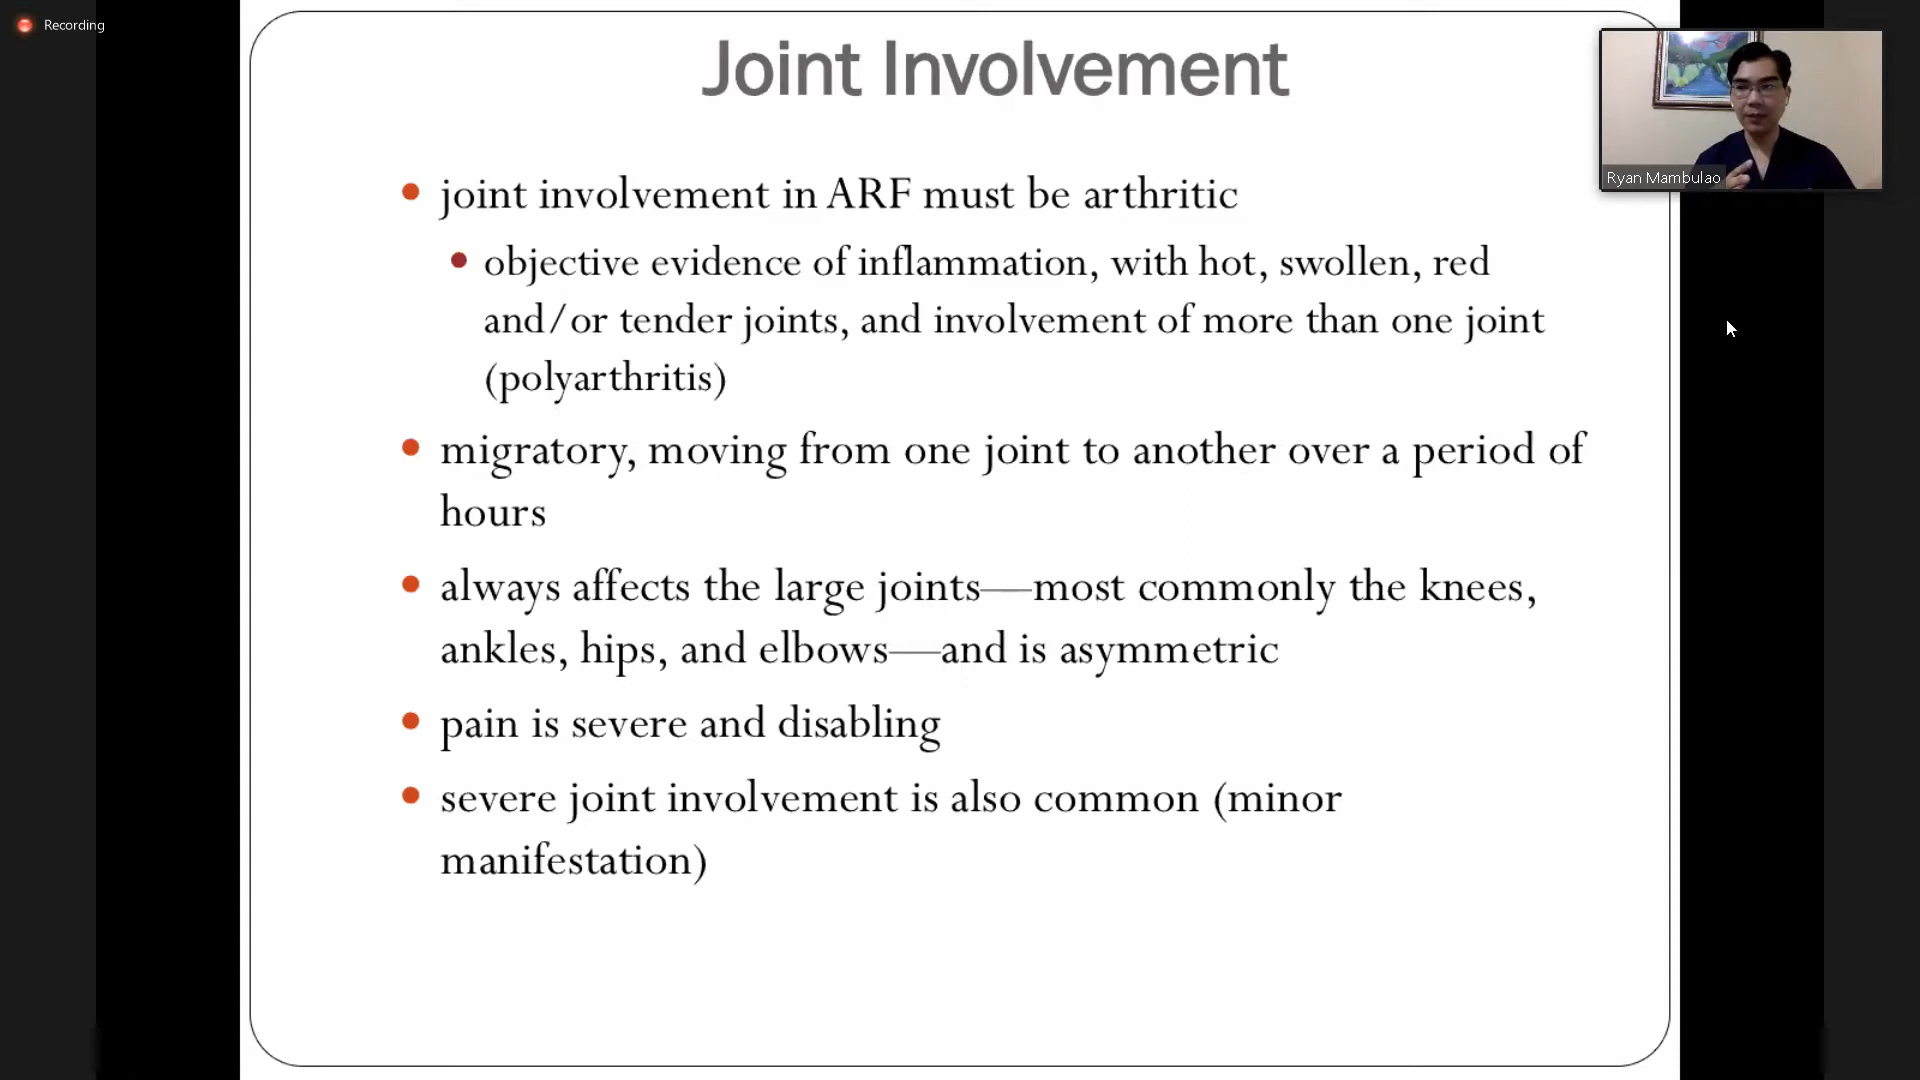 Recording
Joint Involvement
Ryan Mambulao
joint involvement in ARF must be arthritic
objective evidence of inflammation, with hot, swollen, red
and/or tender joints, and involvement of more than one joint
(polyarthritis)
migratory, moving from one joint to another over a period of
hours
always affects the large joints—most commonly the knees,
ankles, hips, and elbows—and is asymmetric
pain is severe and disabling
severe joint involvement is also common (minor
manifestation)